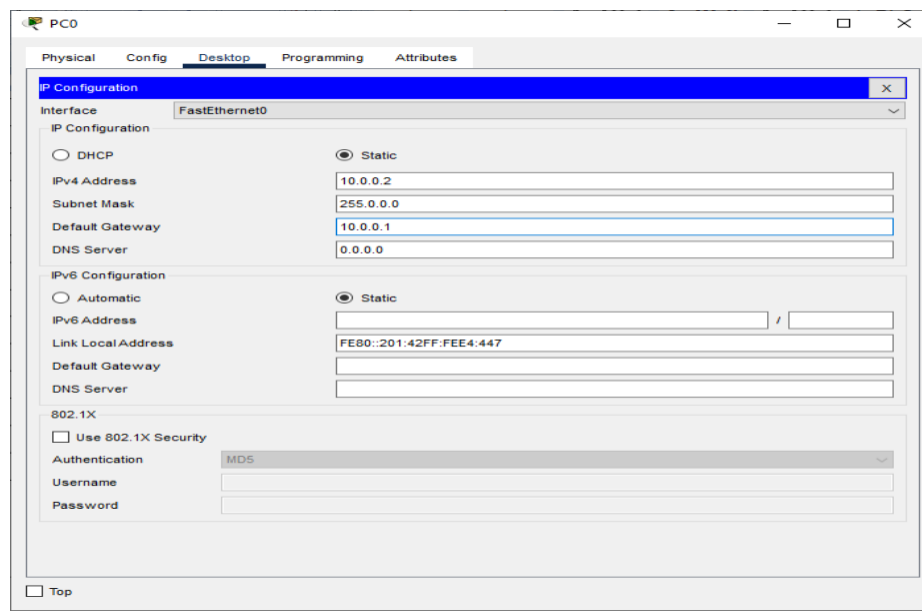 PC0
Physical Config Desktop Programming Attributes
IP Configuration X
Interface FastEthernet0
IP Configuration
DHCP Static
IPv4 Address 10.0.0.2
Subnet Mask 255.0.0.0
Default Gateway 10.0.0.1
DNS Server 0.0.0.0
IPv6 Configuration
Automatic Static
IPv6 Address /
Link Local Address FE80::201:42FF:FEE4:447
Default Gateway
DNS Server
802.1X
Use 802.1X Security
Authentication MD5
Username
Password
Top